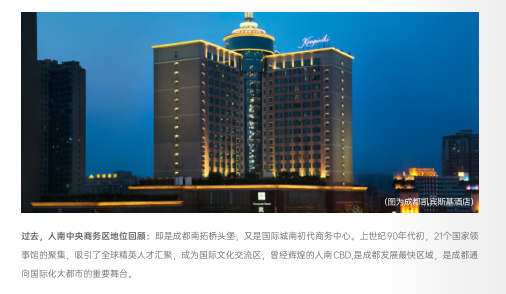 Kempinski
(图为成都凯宾斯基酒店)
过去，人南中央商务区地位回顾：即是成都南拓桥头堡，又是国际城南初代商务中心。上世纪90年代初，21个国家领
事馆的聚集，吸引了全球精英人才汇聚，成为国际文化交流区，曾经辉煌的人南CBD,是成都发展最快区域，是成都通
向国际化大都市的重要舞台。